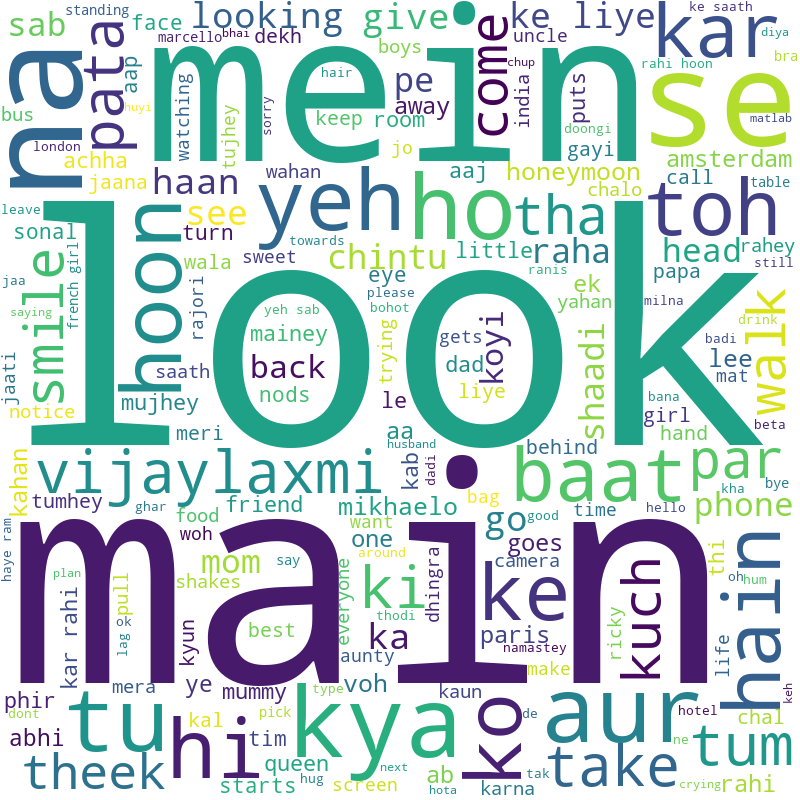 standing
face
looking
give
ke liye
ke saath
diya
sab
marcello
bhai
dekh
boys
come
uncle
kar
bhai
na
pata
aap
mein
hair
chup
rahi hoon
bra
bus
watching
tujhey
keep
room
pe
away
sorry
india
puts
doongi
se
matlab
huyi
london
achha
jaana
haan
wahan
jo
aaj
honeymoon
gayi
chalo
amsterdam
call
table
leave
sonal
see
turn
yeh
ho
tha
toh
towards
chintu
little
raha
head
rahey
still
french girl
jaa
saying
smile
hoon
wala
sweet
rajori
eye
ranis
ek
yahan
papa
look
please
bohot
yeh sab
mainey
nods
trying
gets
koyi
milna
badi
drink
jaati
saath
back
dad
liye
shaadi
lee
mat
walk
notice
mujhey
le
girl
bana
beta
kahan
meri
aa
husband
behind
hand
vijaylaxmi
kab
dadi
baat
par
kha
bye
tumhey
ghar
friend
mikhaelo
bag
phone
haye ram
food
woh
want
one
go
good
time
hello
main
mom
say
around
goes
thi
oh
hum
plan
pull
shakes
everyone
ki
dhingra
camera
ke
kuch
ricky
life
hain
ok
lag
kar rahi
kyun
best
thodi
ka
paris
namastey
make
aunty
phir
dont
mera
ye
mummy
voh
type
kaun
ko
de
aur
hotel
keh
abhi
kal
hi
tim
pick
kya
chal
tu
theek
queen
hug
screen
ab
next
karna
tak
take
ne
tum
starts
hota
crying
rahi